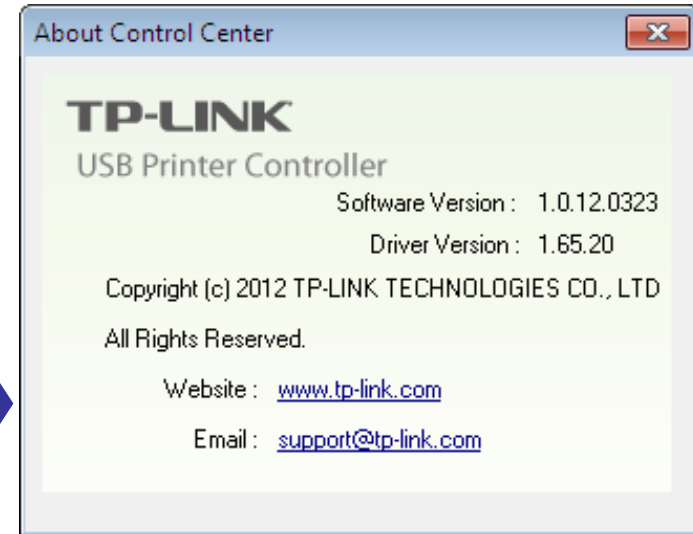 About Control Center
TP-LINK
USB Printer Controller
Software Version : 1.0.12.0323
Driver Version : 1.65.20
Copyright (c) 2012 TP-LINK TECHNOLOGIES CO., LTD
All Rights Reserved.
Website : www.tp-link.com
Email : support@tp-link.com